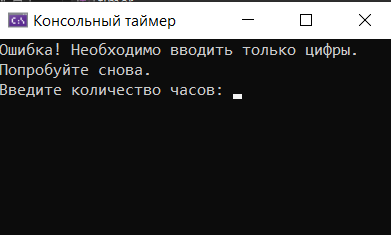 Консольный таймер
Ошибка! Необходимо вводить только цифры.
Попробуйте снова.
Введите количество часов: